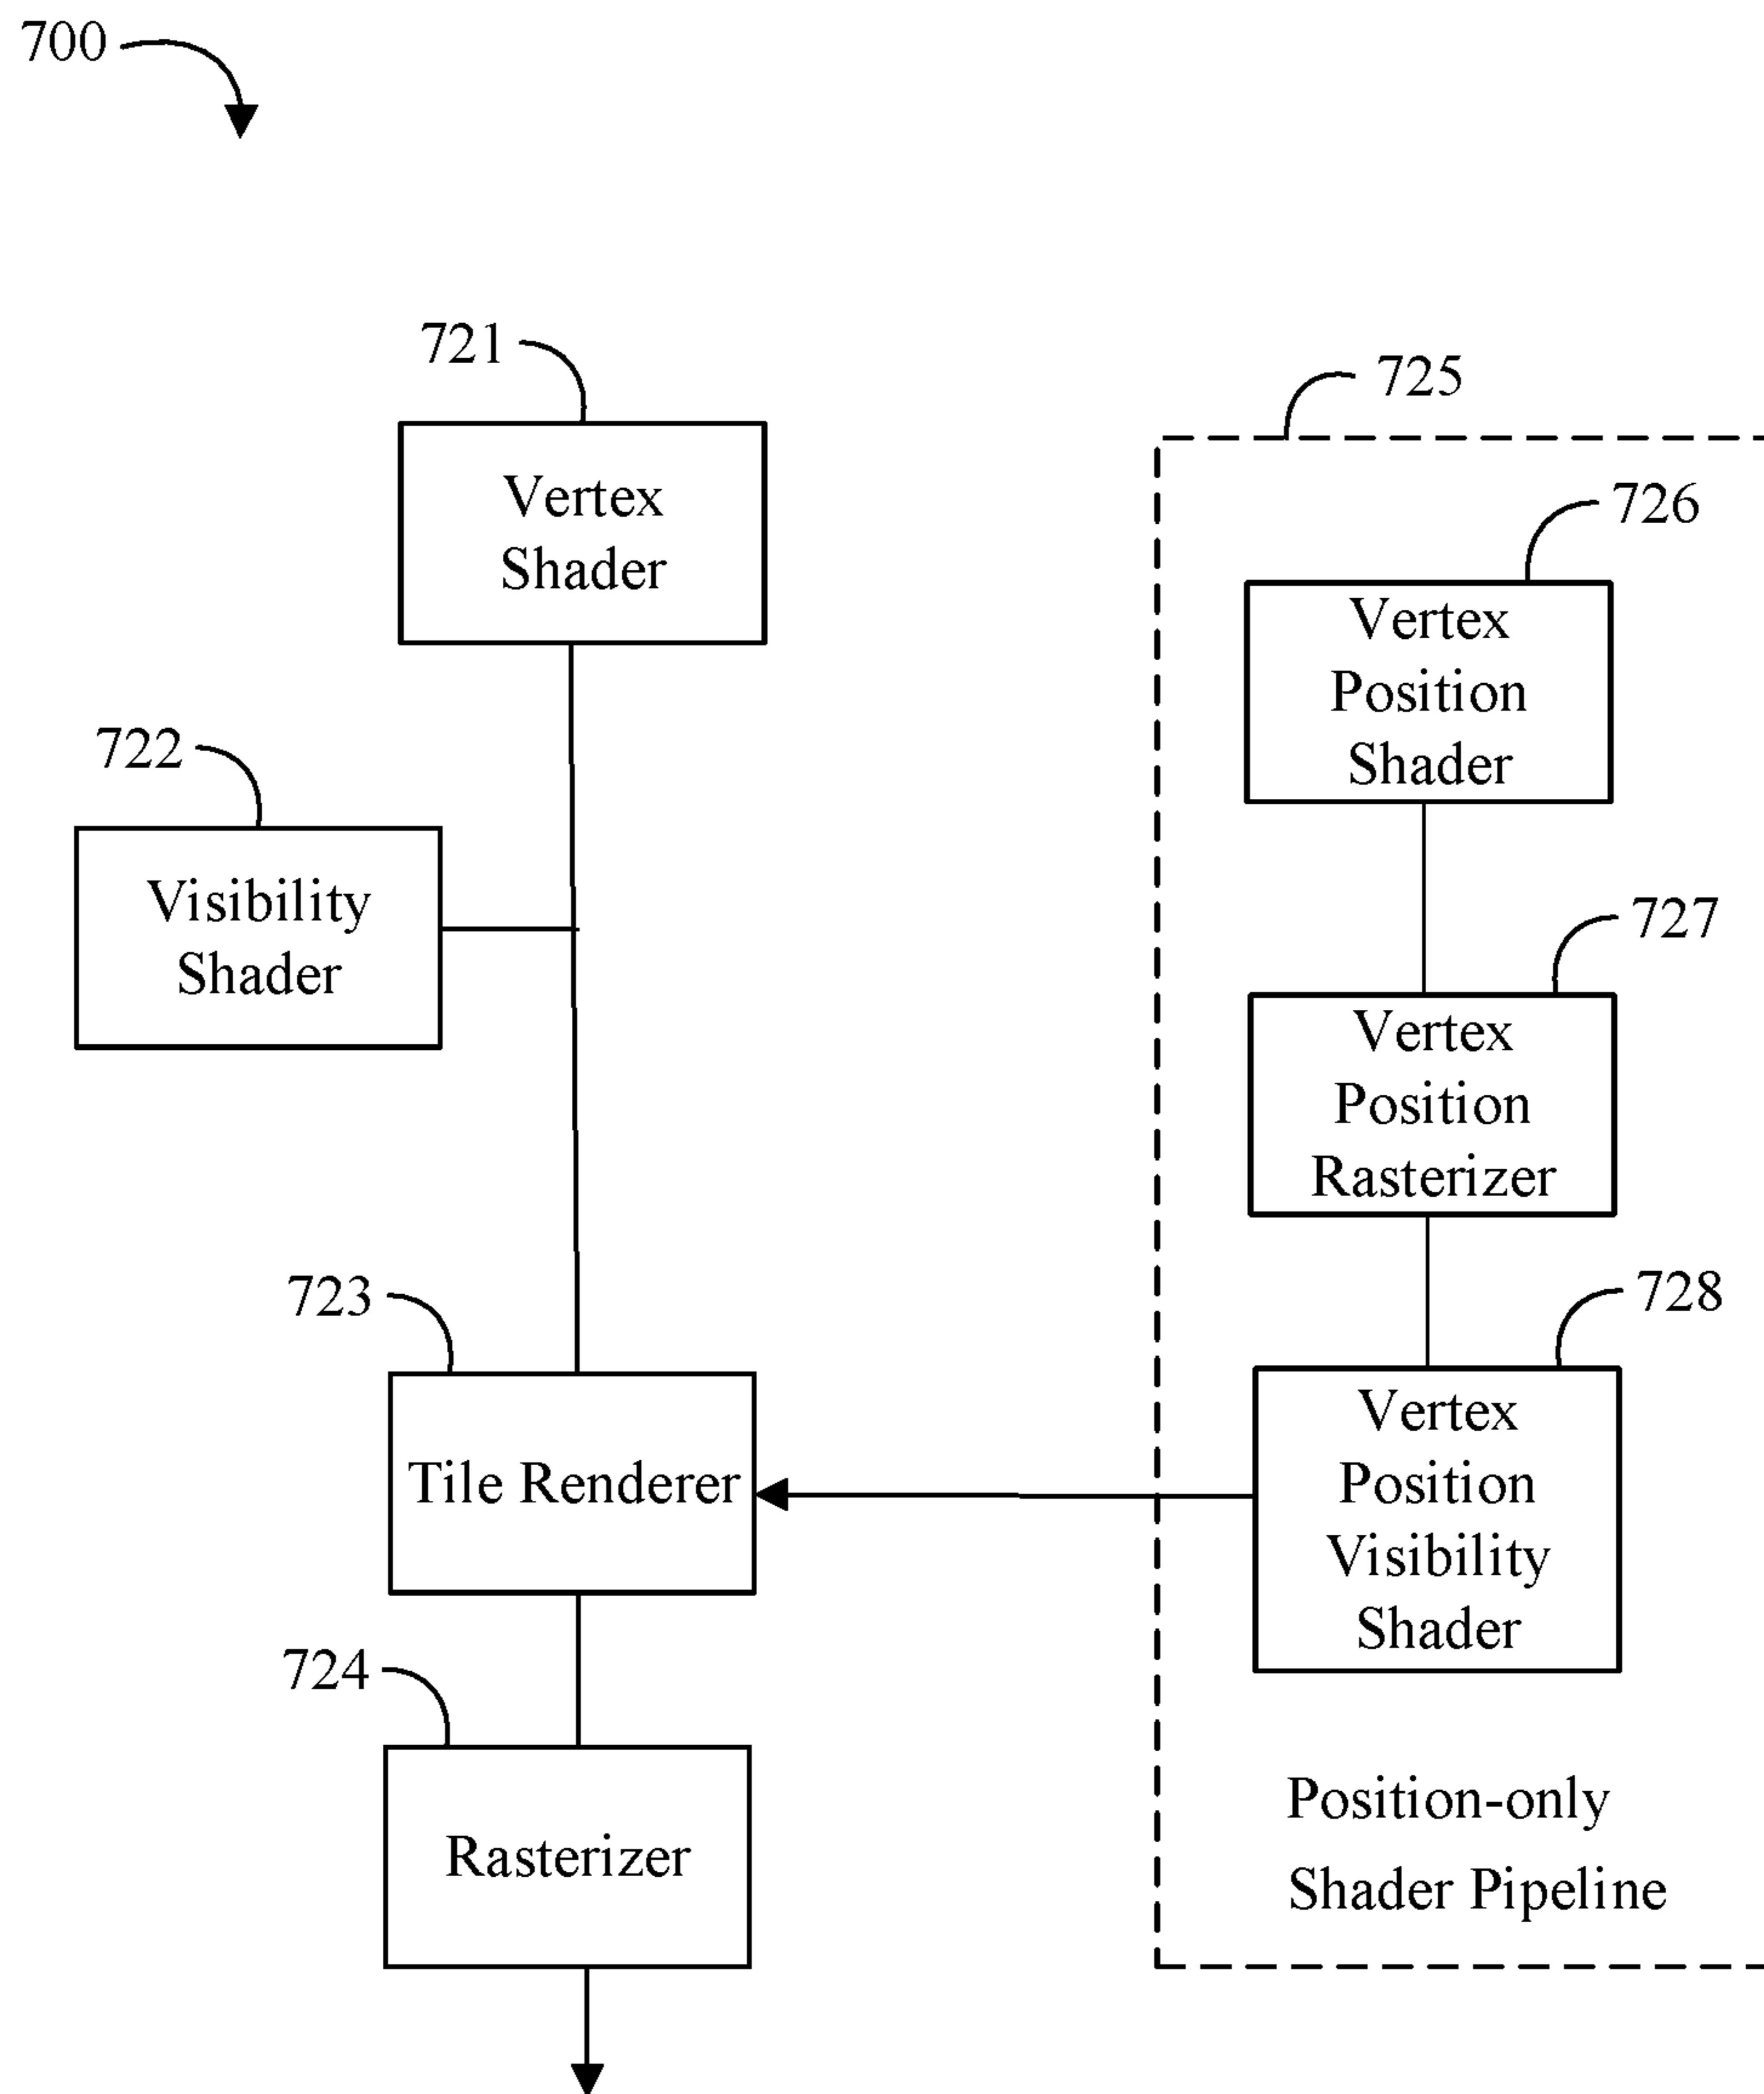 700
721
Vertex
Shader
722
Visibility
Shader
723
Tile Renderer
724
Rasterizer
725
726
Vertex
Position
Shader
727
Vertex
Position
Rasterizer
728
Vertex
Position
Visibility
Shader
Position-only
Shader Pipeline